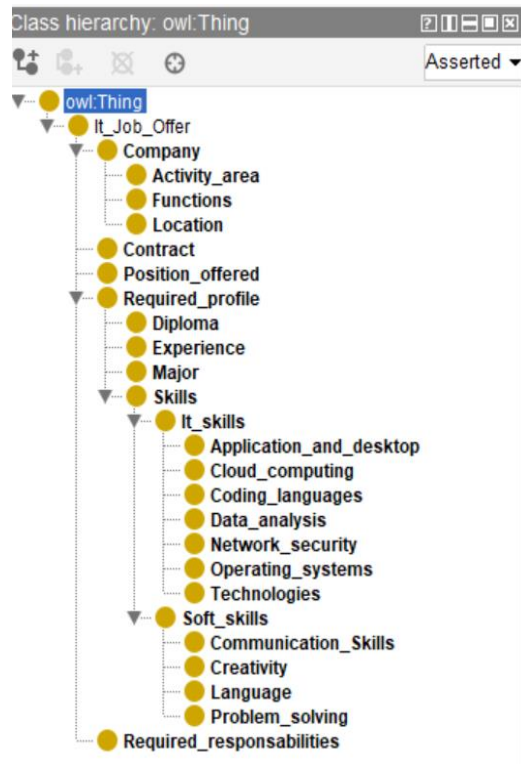 Class hierarchy: owl:Thing
Asserted
owl:Thing
It_Job_Offer
Company
Activity_area
Functions
Location
Contract
Position_offered
Required_profile
Diploma
Experience
Major
Skills
It_skills
Application_and_desktop
Cloud_computing
Coding_languages
Data_analysis
Network_security
Operating_systems
Technologies
Soft_skills
Communication_Skills
Creativity
Language
Problem_solving
Required_responsabilities